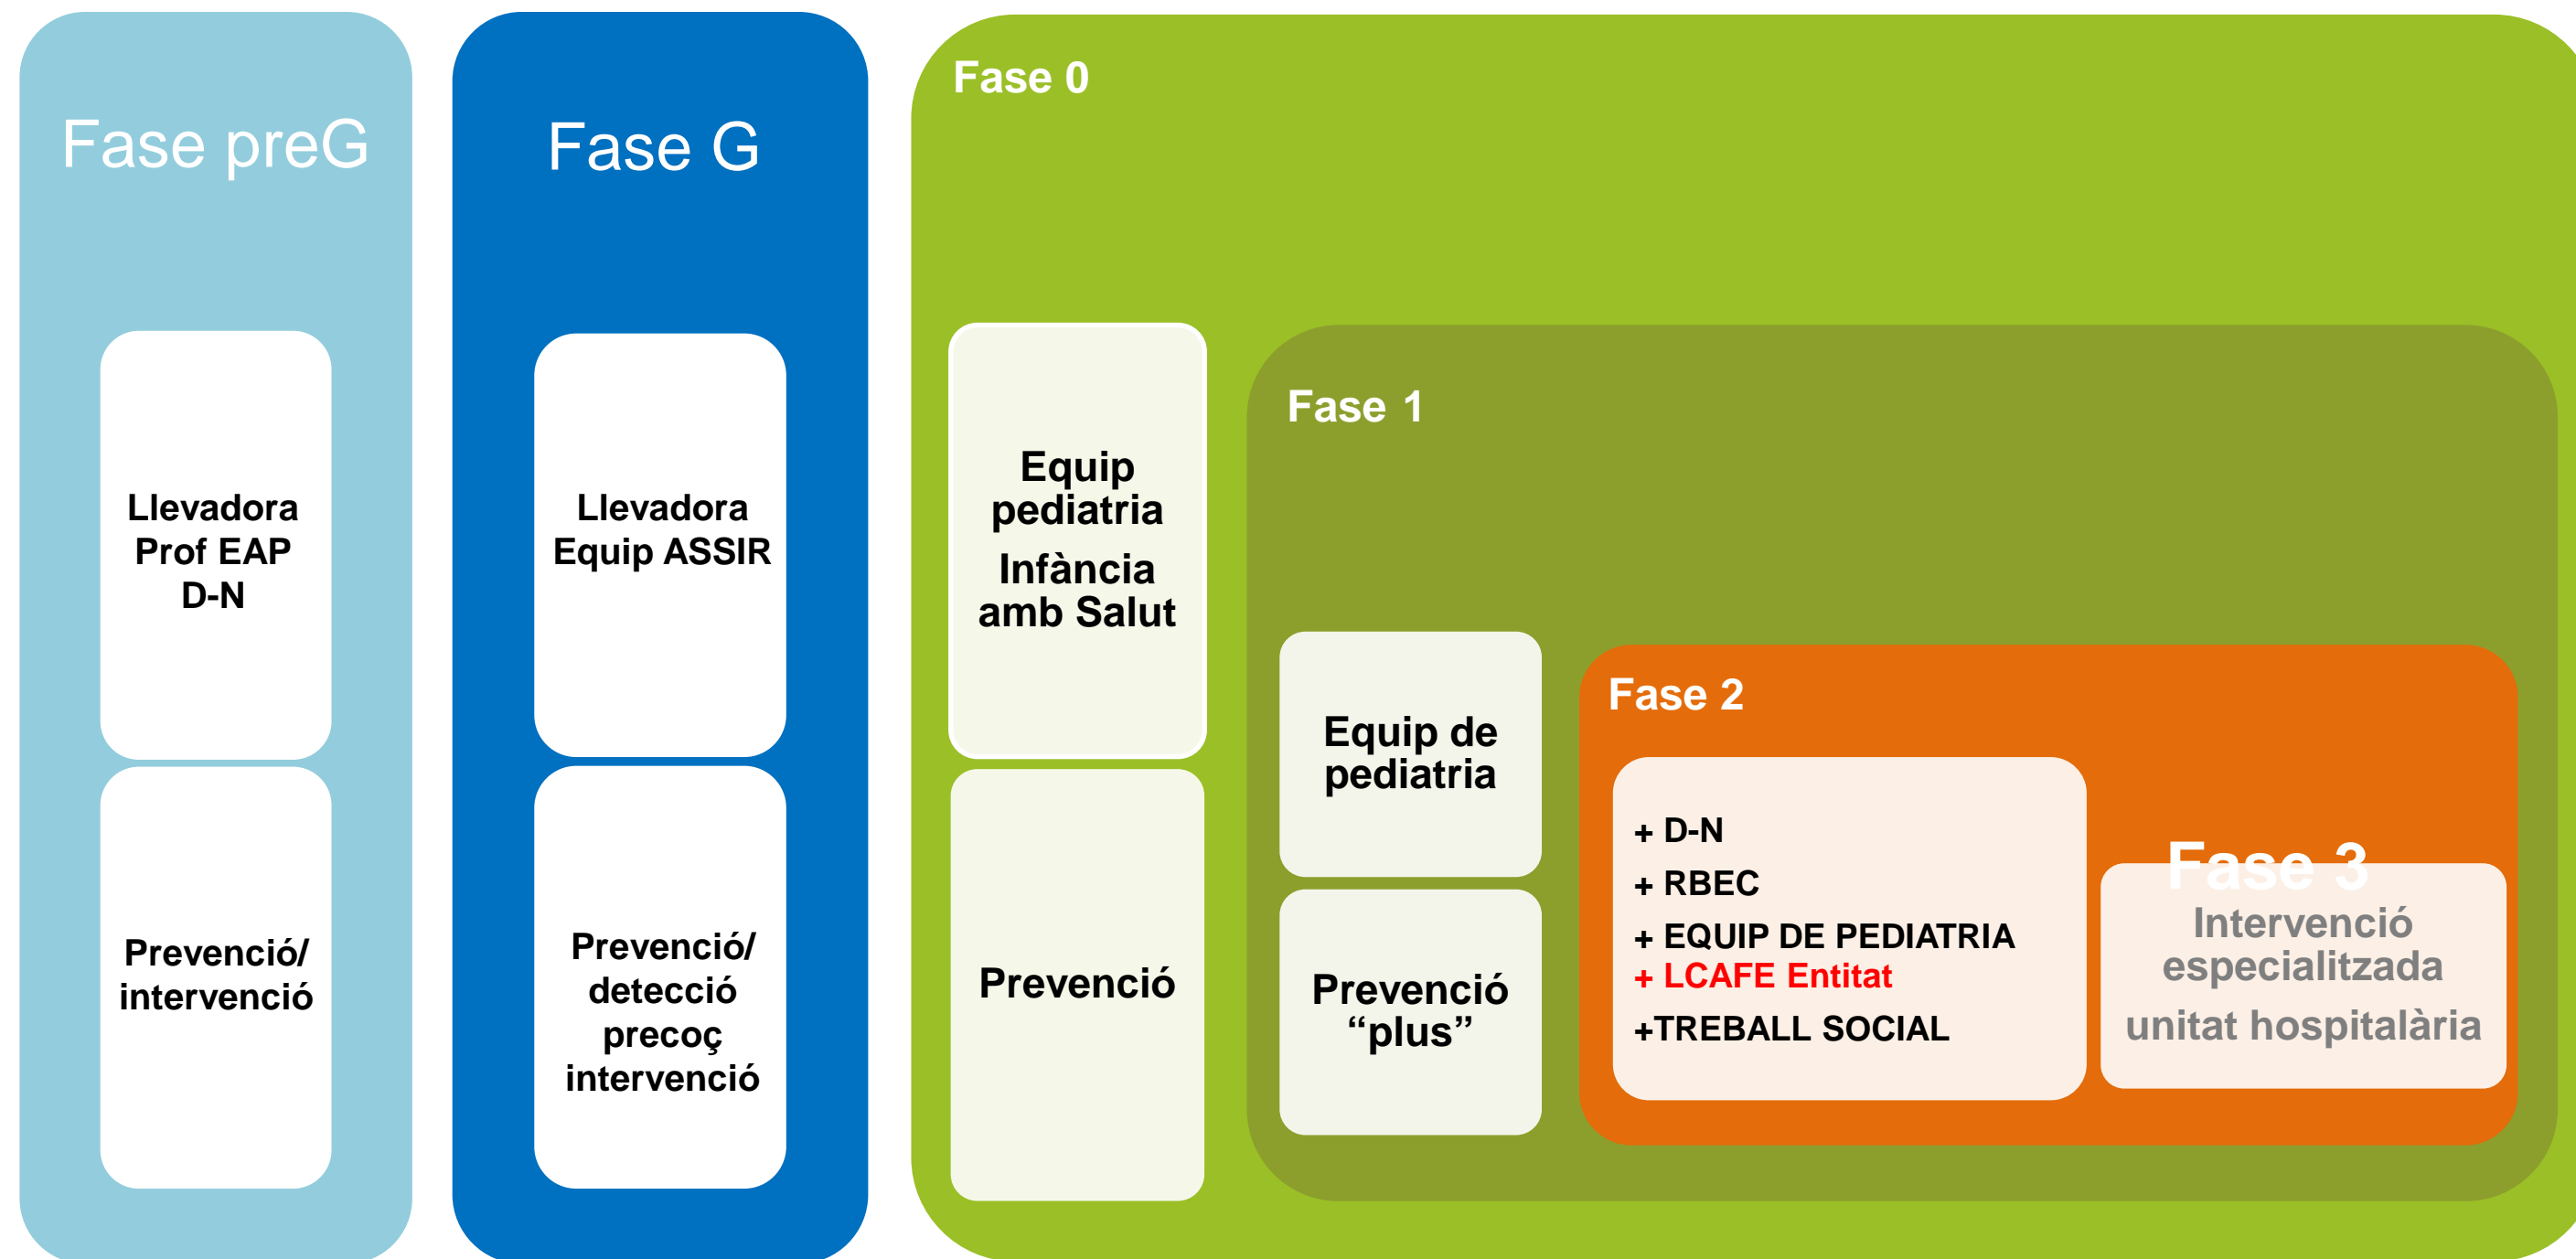 Fase preG
Llevadora
Prof EAP
D-N
Prevenció/
intervenció
Fase G
Llevadora
Equip ASSIR
Prevenció/
detecció
precoç
intervenció
Fase 0
Equip
pediatria
Infància
amb Salut
Prevenció
Fase 1
Equip de
pediatria
Prevenció
“plus”
Fase 2
+ D-N
+ RBEC
+ EQUIP DE PEDIATRIA
+ LCAFE Entitat
+TREBALL SOCIAL
Fase 3
Intervenció
especialitzada
unitat hospitalària